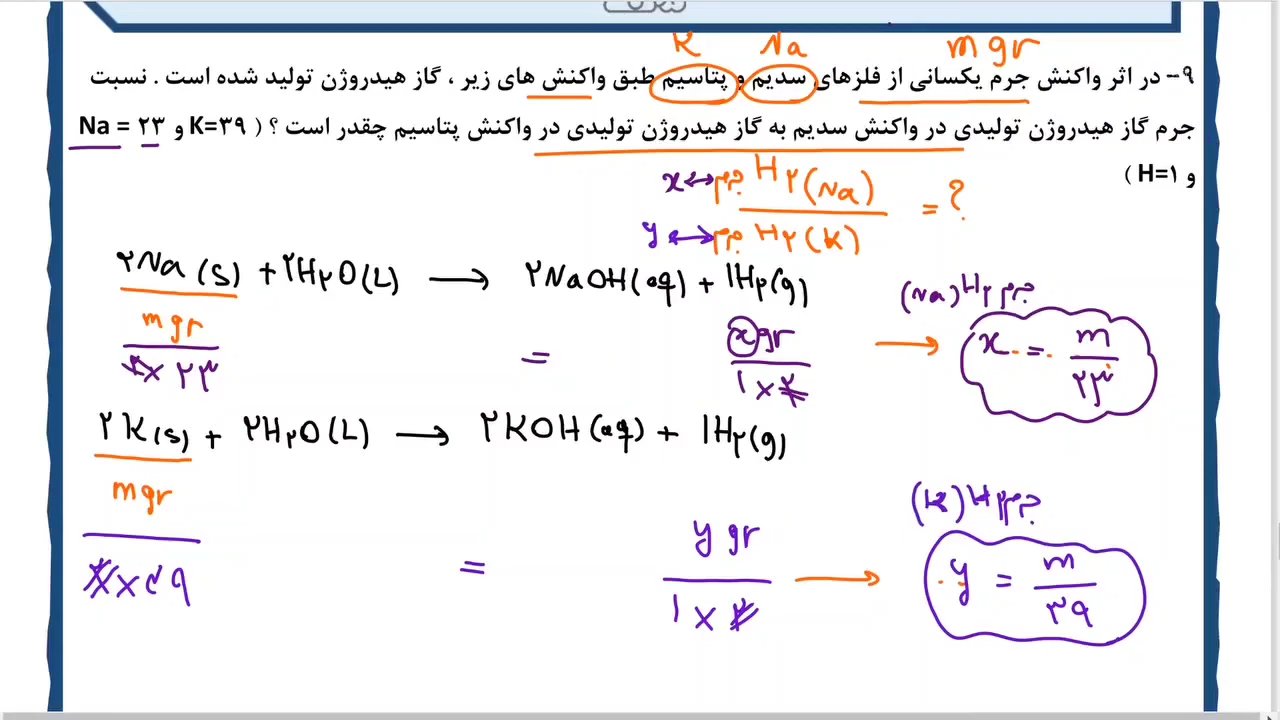 K Na m gr
۹- در اثر واکنش جرم یکسانی از فلزهای سدیم و پتاسیم طبق واکنش های زیر ، گاز هیدروژن تولید شده است . نسبت
جرم گاز هیدروژن تولیدی در واکنش سدیم به گاز هیدروژن تولیدی در واکنش پتاسیم چقدر است ؟ ( K=۳۹ و Na = ۲۳
و H=۱ )
x ↔ جرم H۲(Na) = ?
y ↔ جرم H۲(K)
۲Na(s) + ۲H۲O(L) → ۲NaOH(aq) + ۱H۲(g)
جرم H۲ (Na)
m gr / ۲×۲۳ = x gr / ۱×۲ → x = m / ۲۳
۲K(s) + ۲H۲O(L) → ۲KOH(aq) + ۱H۲(g)
جرم H۲ (K)
m gr / ۲×۳۹ = y gr / ۱×۲ → y = m / ۳۹